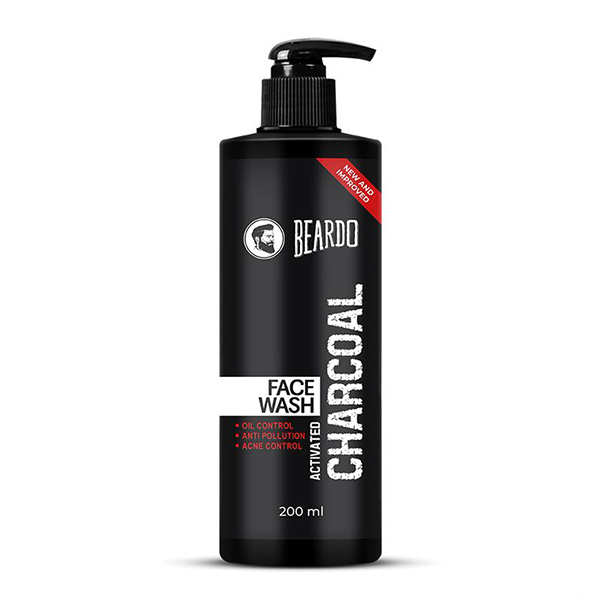 NEW AND
IMPROVED
BEARDO
ACTIVATED
CHARCOAL
FACE
WASH
• OIL CONTROL
• ANTI POLLUTION
• ACNE CONTROL
200 ml